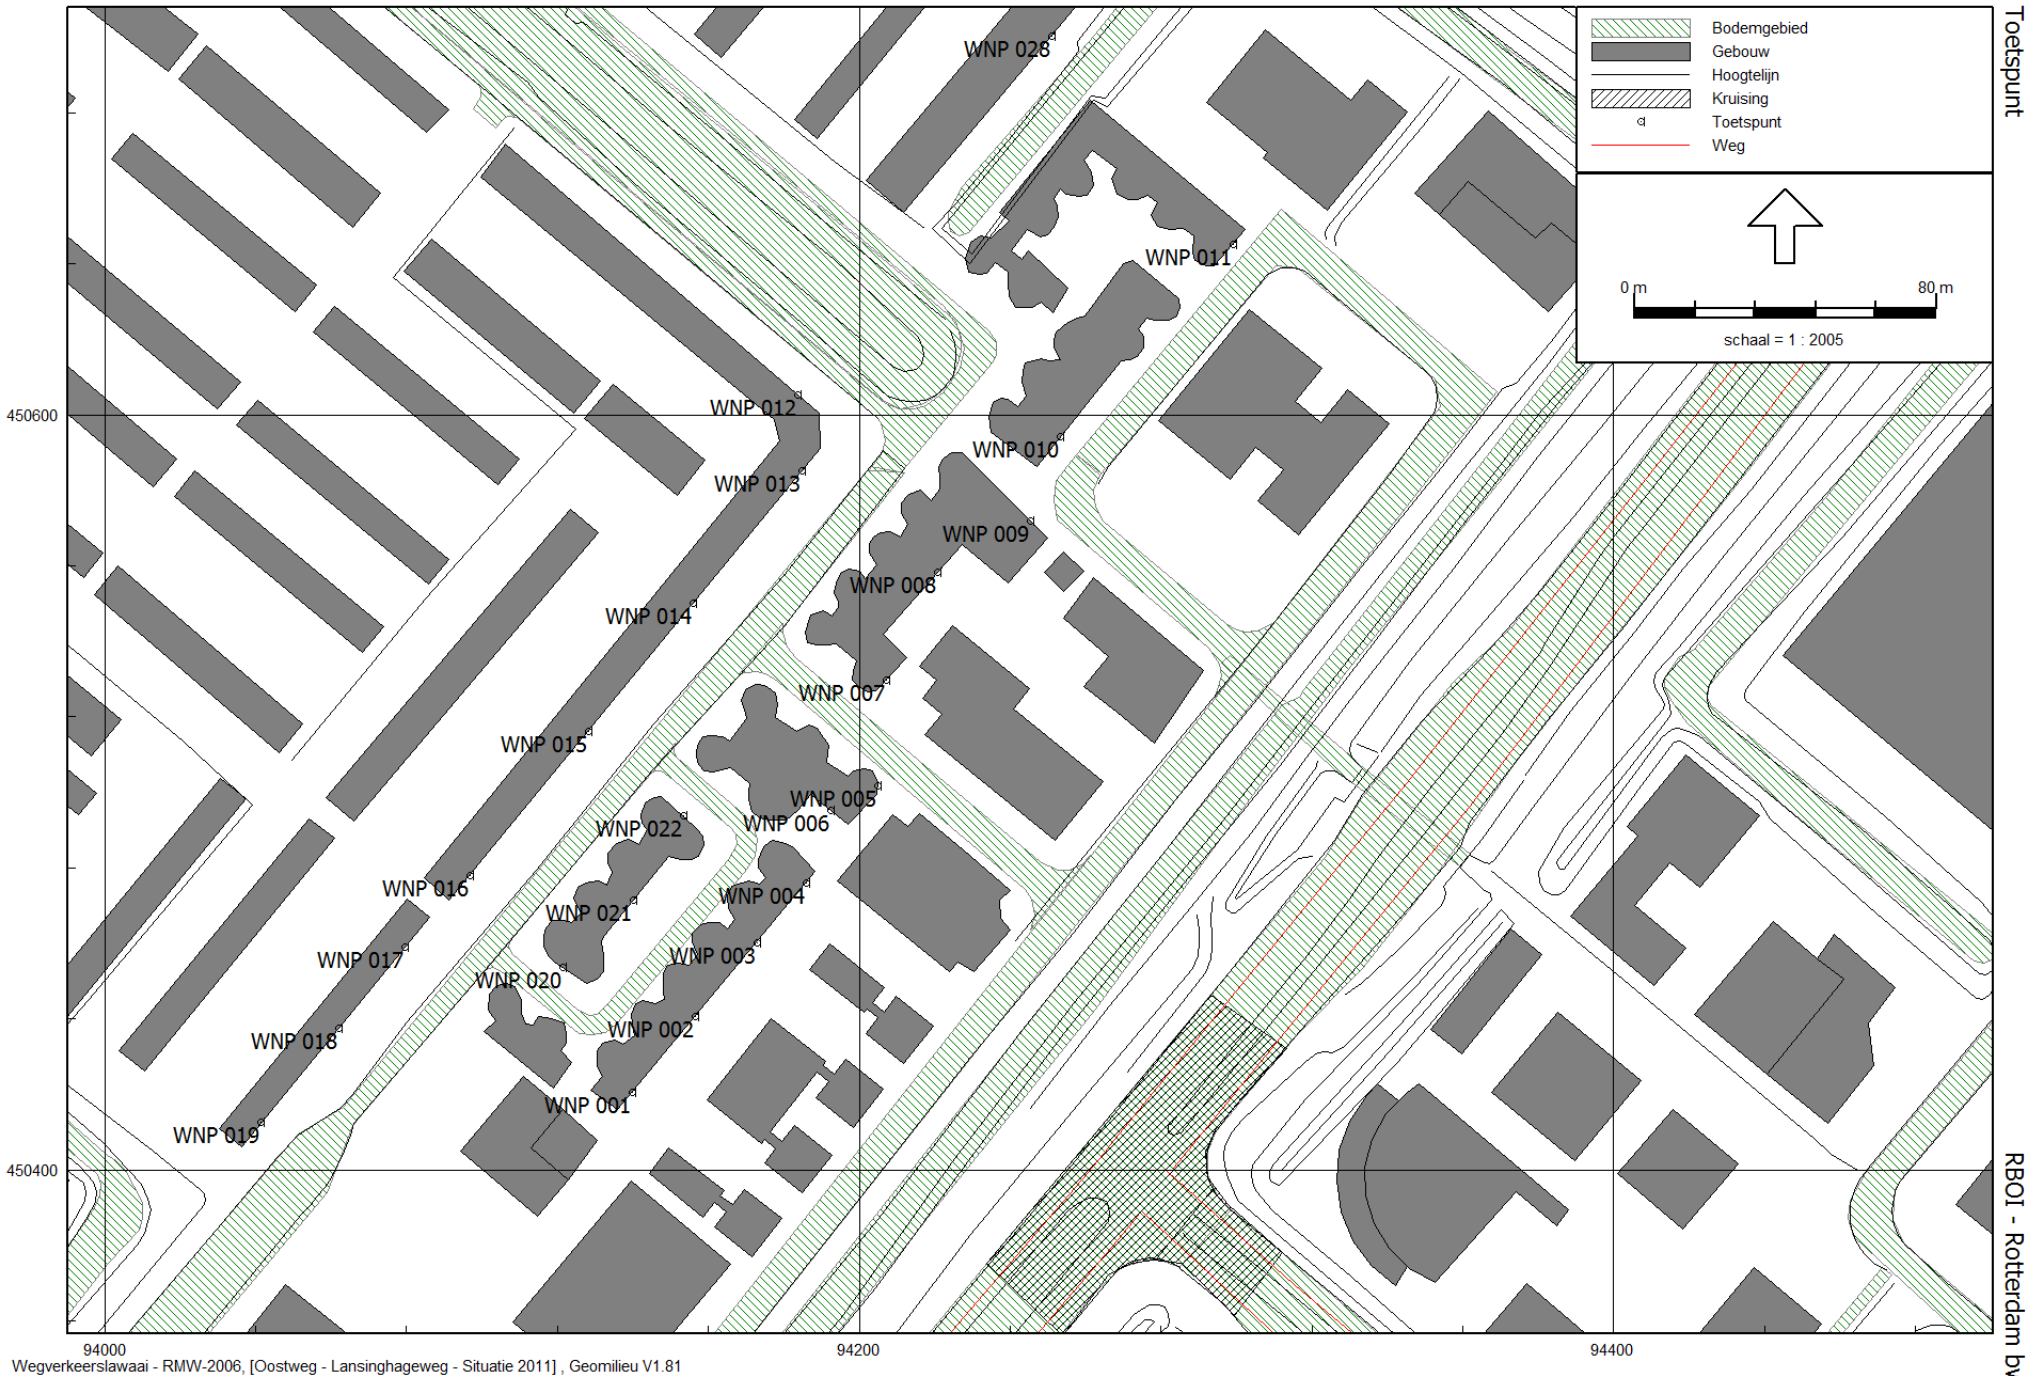 Toetspunt
Bodemgebied
Gebouw
Hoogtelijn
Kruising
Toetspunt
Weg
0 m 80 m
schaal = 1 : 2005
WNP 028
WNP 011
WNP 012
450600
WNP 010
WNP 013
WNP 009
WNP 008
WNP 014
WNP 007
WNP 015
WNP 005
WNP 006
WNP 022
WNP 016
WNP 004
WNP 021
WNP 003
WNP 017
WNP 020
WNP 002
WNP 018
WNP 001
WNP 019
450400
RBOI - Rotterdam bv
94000 94200 94400
Wegverkeerslawaai - RMW-2006, [Oostweg - Lansinghageweg - Situatie 2011] , Geomilieu V1.81